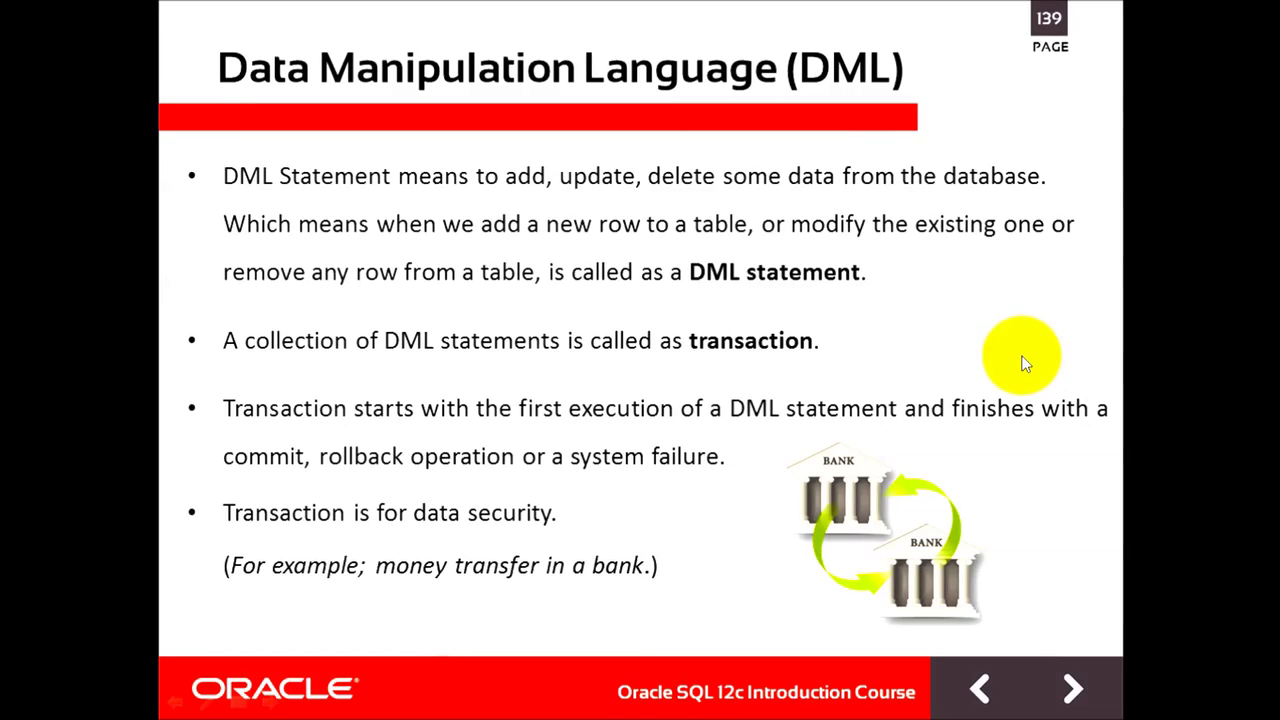 139
PAGE
Data Manipulation Language (DML)
• DML Statement means to add, update, delete some data from the database.
Which means when we add a new row to a table, or modify the existing one or
remove any row from a table, is called as a DML statement.
• A collection of DML statements is called as transaction.
• Transaction starts with the first execution of a DML statement and finishes with a
commit, rollback operation or a system failure.
• Transaction is for data security.
(For example; money transfer in a bank.)
BANK
BANK
ORACLE®
Oracle SQL 12c Introduction Course